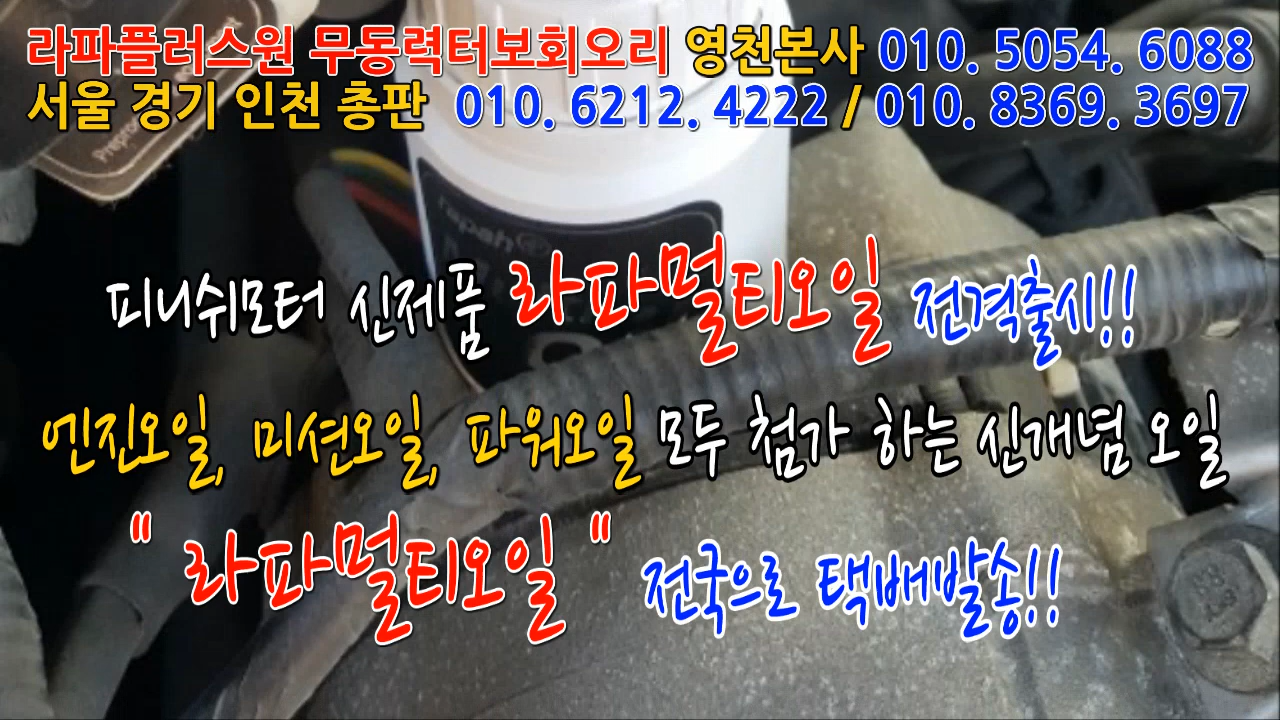 라파플러스원 무동력터보회오리 영천본사 010. 5054. 6088
서울 경기 인천 총판 010. 6212. 4222 / 010. 8369. 3697
rapah
피니쉬모터 신제품 라파멀티오일 전격출시!!
엔진오일, 미션오일, 파워오일 모두 첨가 하는 신개념 오일
" 라파멀티오일 " 전국으로 택배발송!!